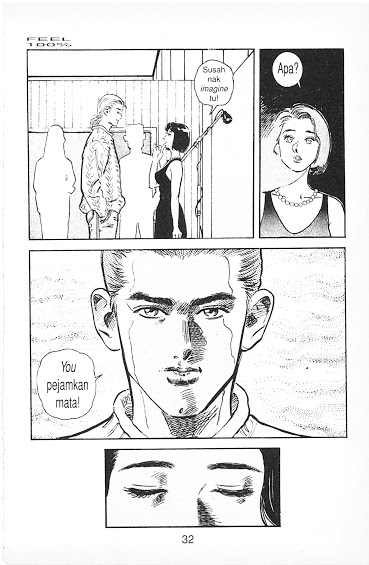 FEEL
100%
Susah
nak
imagine
tu!
Apa?
You
pejamkan
mata!
32